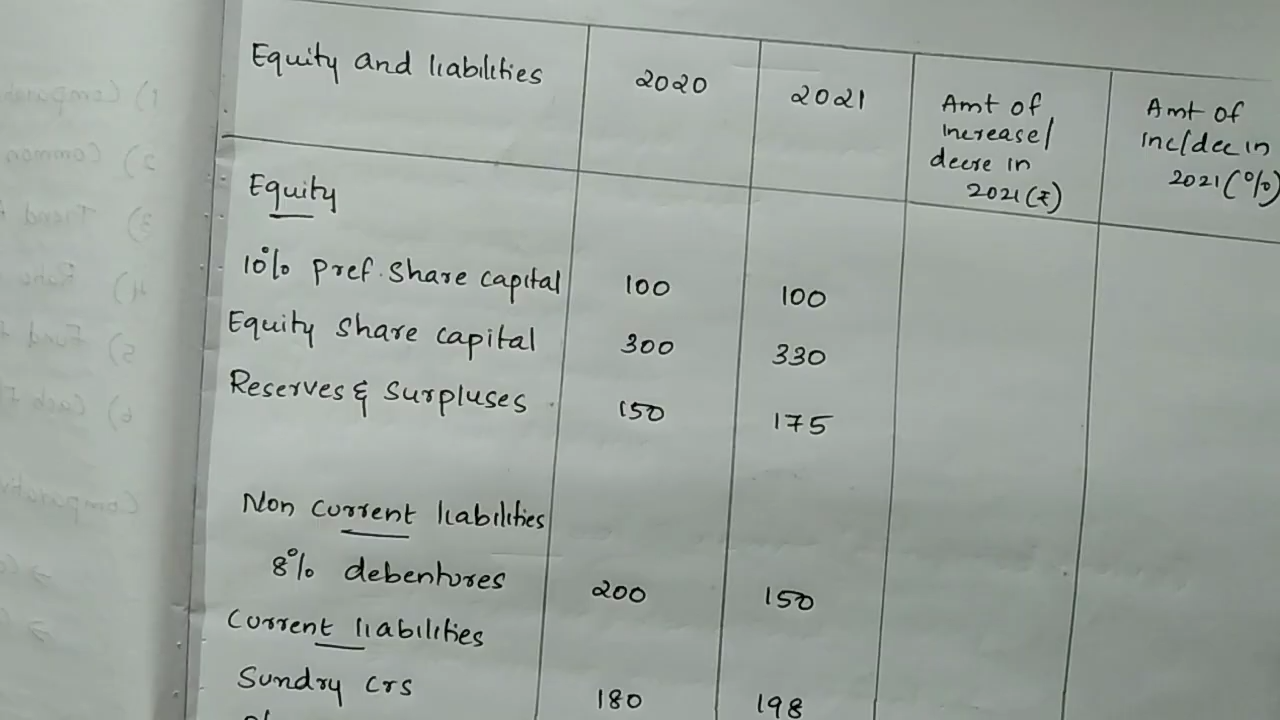 Equity and liabilities 2020 2021 Amt of increase/ decre in 2021 (₹) Amt of inc/dec in 2021 (%)
Equity
10% pref. share capital 100 100
Equity share capital 300 330
Reserves & Surpluses 150 175
Non current liabilities
8% debentures 200 150
Current liabilities
Sundry crs 180 198